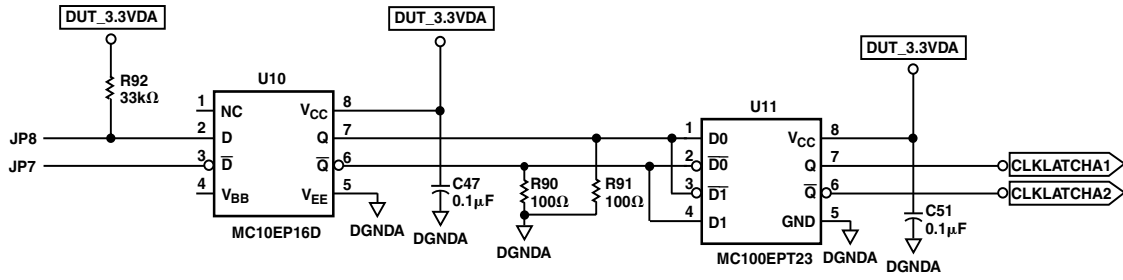 DUT_3.3VDA
DUT_3.3VDA
DUT_3.3VDA
R92
33kΩ
U10
U11
1 NC VCC 8
JP8 2 D Q 7
JP7 3 D Q 6
4 VBB VEE 5
MC10EP16D
DGNDA
C47
0.1µF
DGNDA
R90
100Ω
R91
100Ω
DGNDA
1 D0 VCC 8
2 D0 Q 7 CLKLATCHA1
3 D1 Q 6 CLKLATCHA2
4 D1 GND 5
MC100EPT23
DGNDA
C51
0.1µF
DGNDA